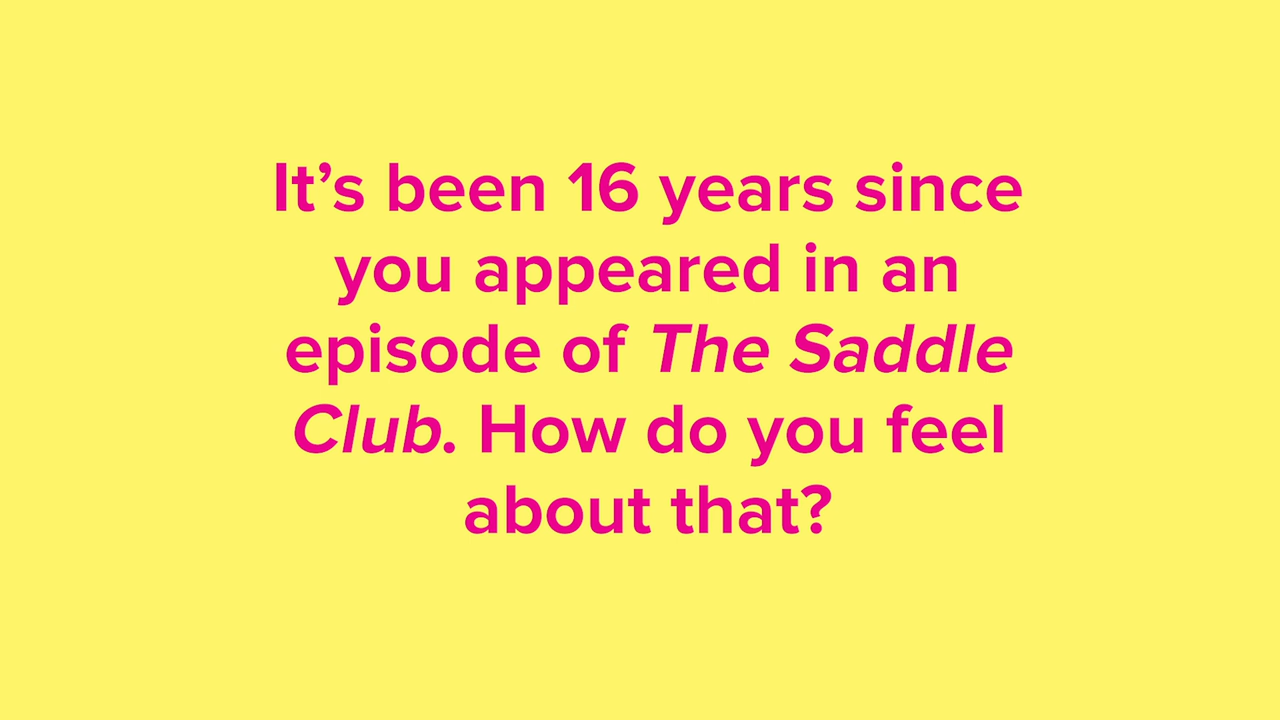 It’s been 16 years since
you appeared in an
episode of The Saddle
Club. How do you feel
about that?